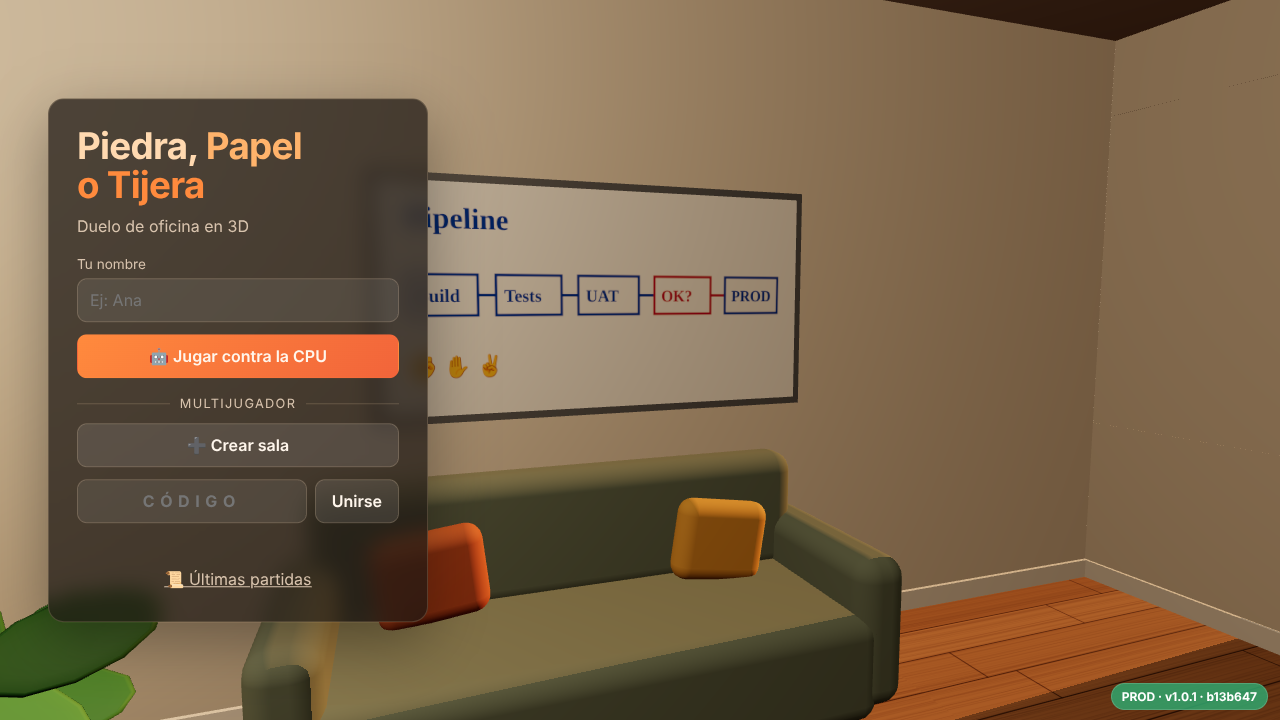 Piedra, Papel
o Tijera
Duelo de oficina en 3D
Tu nombre
Ej: Ana
🤖 Jugar contra la CPU
MULTIJUGADOR
➕ Crear sala
CÓDIGO
Unirse
📜 Últimas partidas
ipeline
uild
Tests
UAT
OK?
PROD
PROD · v1.0.1 · b13b647